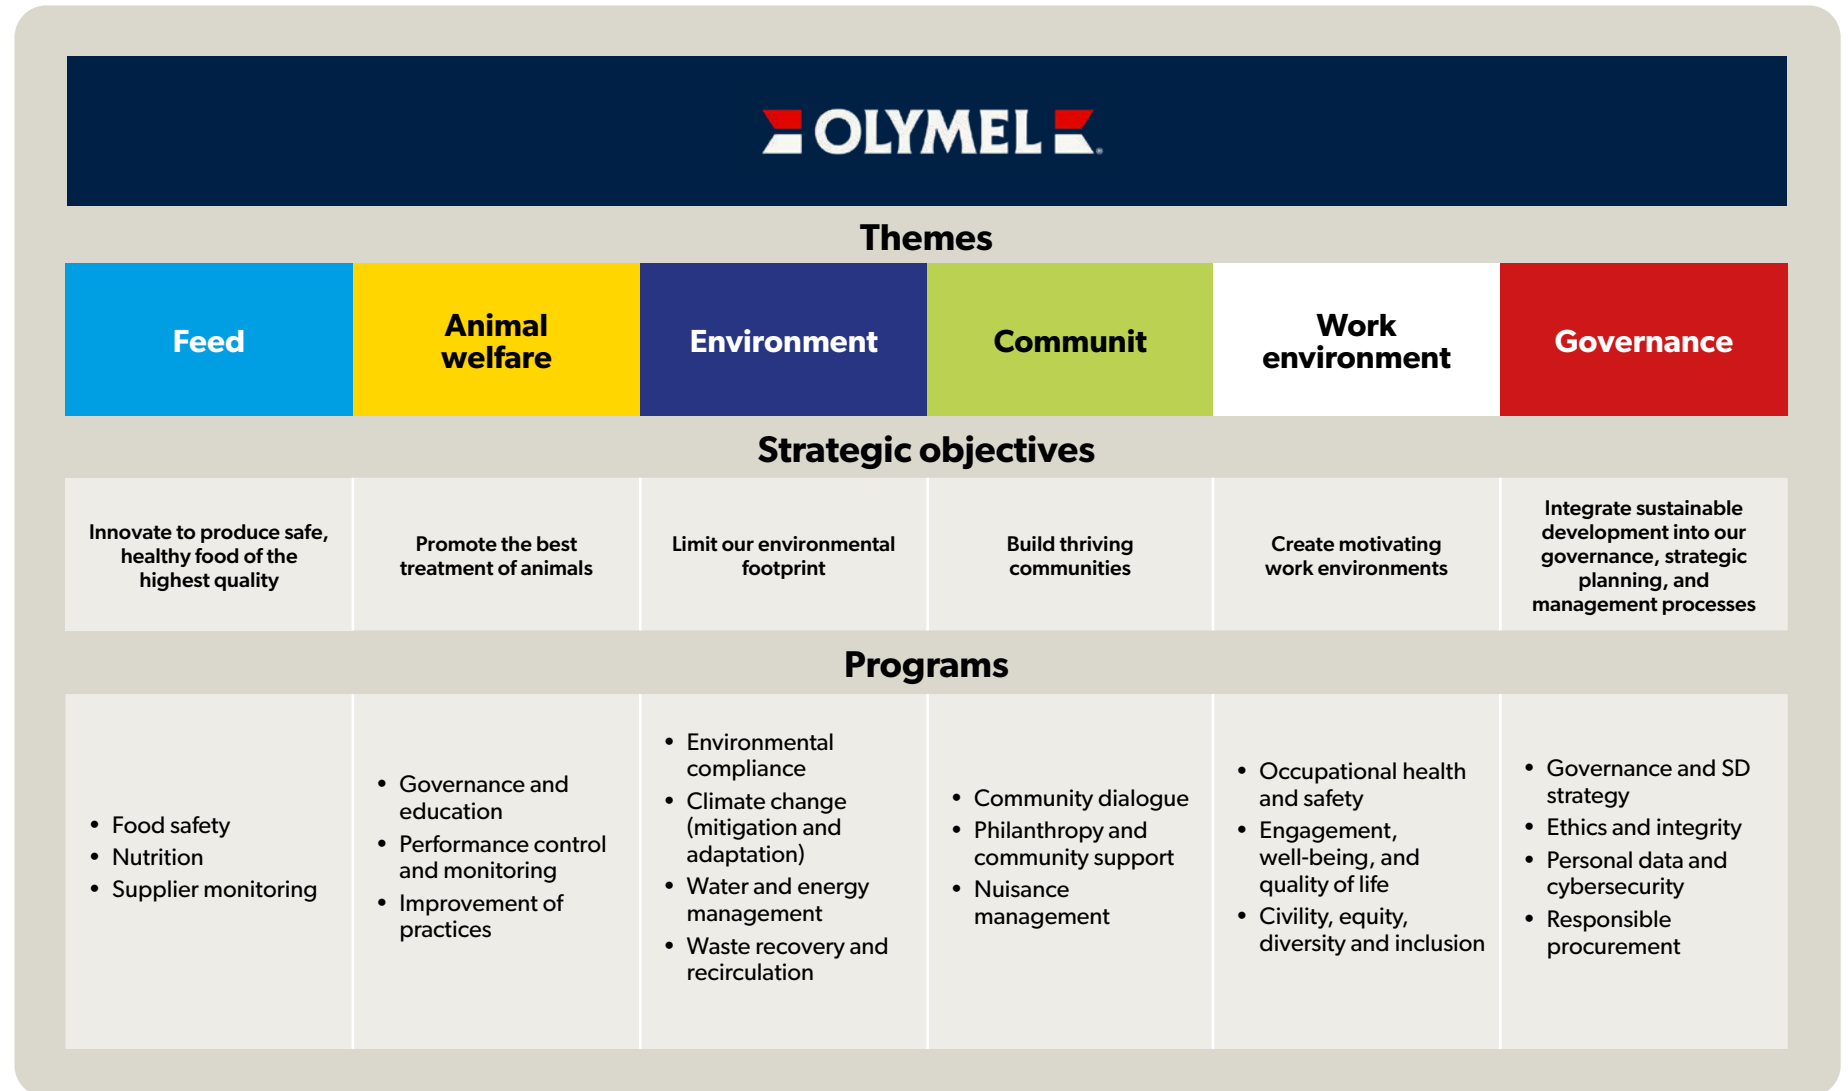 OLYMEL
Themes
Feed
Animal
welfare
Environment
Communit
Work
environment
Governance
Strategic objectives
Innovate to produce safe,
healthy food of the
highest quality
Promote the best
treatment of animals
Limit our environmental
footprint
Build thriving
communities
Create motivating
work environments
Integrate sustainable
development into our
governance, strategic
planning, and
management processes
Programs
• Food safety
• Nutrition
• Supplier monitoring
• Governance and
education
• Performance control
and monitoring
• Improvement of
practices
• Environmental
compliance
• Climate change
(mitigation and
adaptation)
• Water and energy
management
• Waste recovery and
recirculation
• Community dialogue
• Philanthropy and
community support
• Nuisance
management
• Occupational health
and safety
• Engagement,
well-being, and
quality of life
• Civility, equity,
diversity and inclusion
• Governance and SD
strategy
• Ethics and integrity
• Personal data and
cybersecurity
• Responsible
procurement